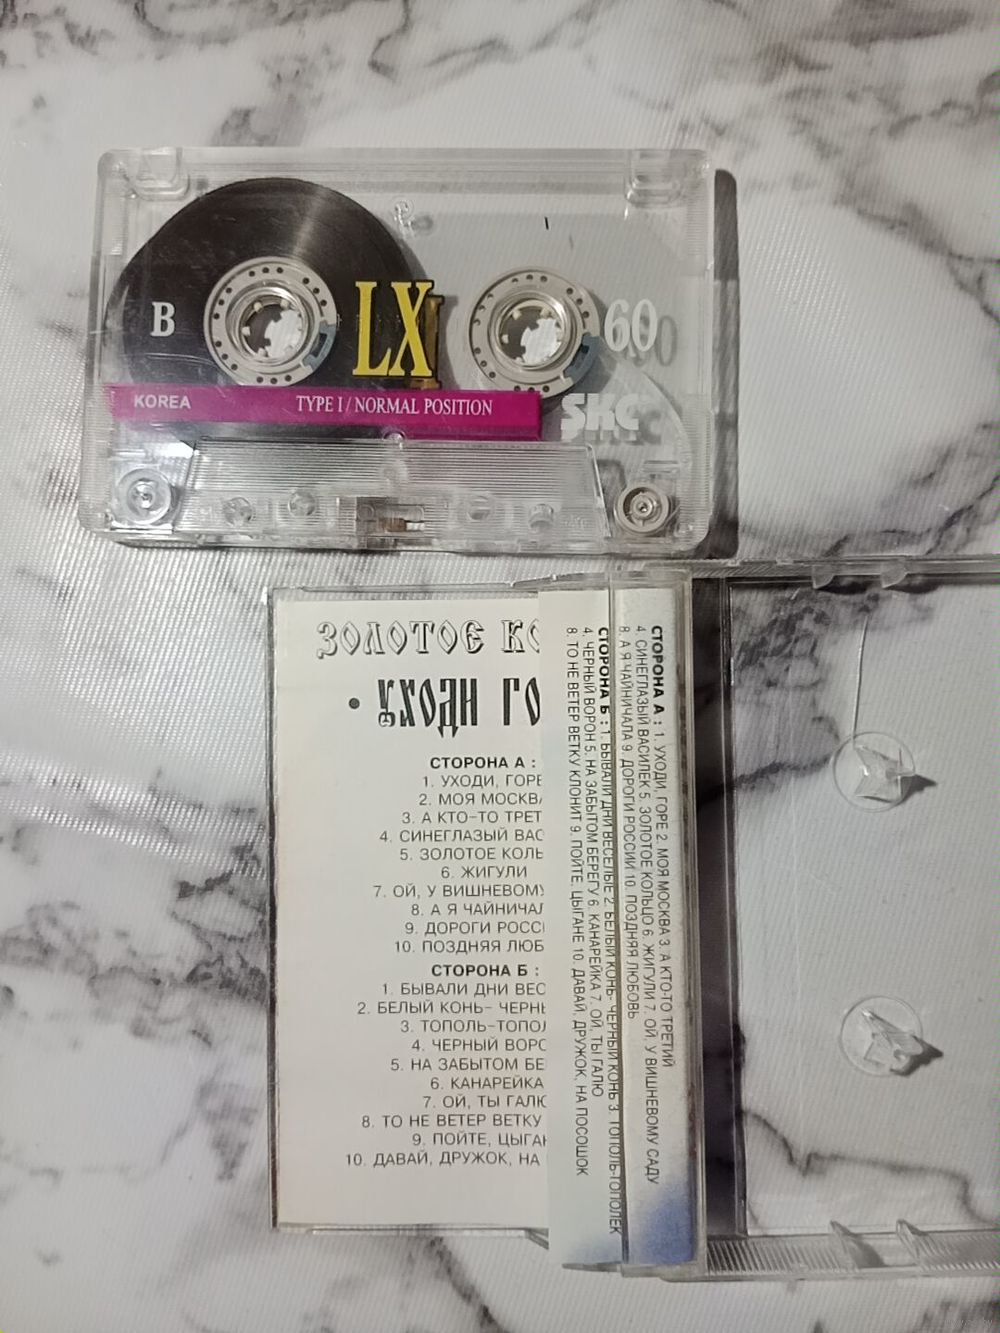 B
LX
60
KOREA
TYPE I / NORMAL POSITION
SKC
ЗОЛОТОЕ КО
• УХОДИ ГО
СТОРОНА А :
1. УХОДИ, ГОРЕ
2. МОЯ МОСКВА
3. А КТО-ТО ТРЕТ
4. СИНЕГЛАЗЫЙ ВАС
5. ЗОЛОТОЕ КОЛЬ
6. ЖИГУЛИ
7. ОЙ, У ВИШНЕВОМУ
8. А Я ЧАЙНИЧАЛ
9. ДОРОГИ РОССИ
10. ПОЗДНЯЯ ЛЮБ
СТОРОНА Б :
1. БЫВАЛИ ДНИ ВЕС
2. БЕЛЫЙ КОНЬ- ЧЕРНЫ
3. ТОПОЛЬ-ТОПОЛ
4. ЧЕРНЫЙ ВОРО
5. НА ЗАБЫТОМ БЕ
6. КАНАРЕЙКА
7. ОЙ, ТЫ ГАЛЮ
8. ТО НЕ ВЕТЕР ВЕТКУ
9. ПОЙТЕ, ЦЫГАН
10. ДАВАЙ, ДРУЖОК, НА
СТОРОНА А : 1. УХОДИ, ГОРЕ 2. МОЯ МОСКВА 3. А КТО-ТО ТРЕТИЙ
4. СИНЕГЛАЗЫЙ ВАСИЛЕК 5. ЗОЛОТОЕ КОЛЬЦО 6. ЖИГУЛИ 7. ОЙ, У ВИШНЕВОМУ САДУ
8. А Я ЧАЙНИЧАЛА 9. ДОРОГИ РОССИИ 10. ПОЗДНЯЯ ЛЮБОВЬ
СТОРОНА Б : 1. БЫВАЛИ ДНИ ВЕСЕЛЫЕ 2. БЕЛЫЙ КОНЬ- ЧЕРНЫЙ КОНЬ 3. ТОПОЛЬ-ТОПОЛЕК
4. ЧЕРНЫЙ ВОРОН 5. НА ЗАБЫТОМ БЕРЕГУ 6. КАНАРЕЙКА 7. ОЙ, ТЫ ГАЛЮ
8. ТО НЕ ВЕТЕР ВЕТКУ КЛОНИТ 9. ПОЙТЕ, ЦЫГАНЕ 10. ДАВАЙ, ДРУЖОК, НА ПОСОШОК